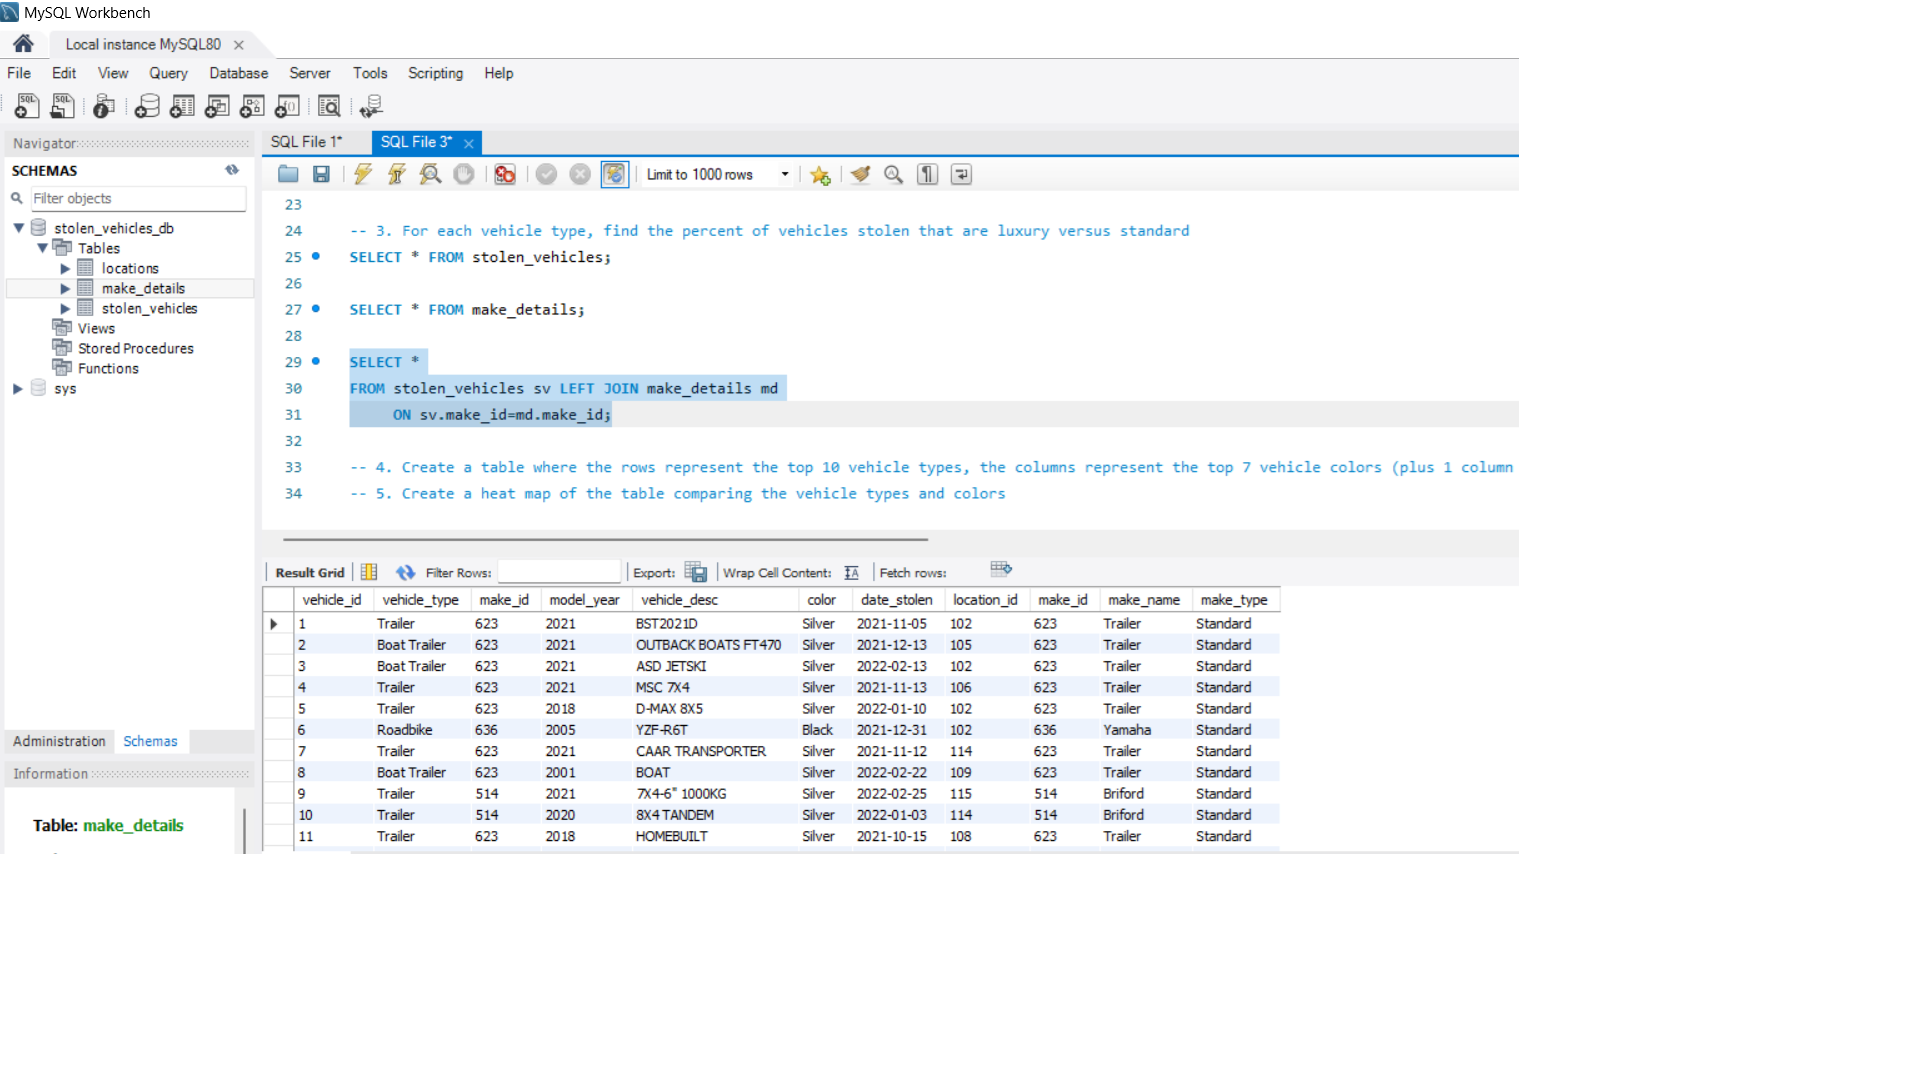 MySQL Workbench
Local instance MySQL80
File Edit View Query Database Server Tools Scripting Help
Navigator
SCHEMAS
Filter objects
stolen_vehicles_db
Tables
locations
make_details
stolen_vehicles
Views
Stored Procedures
Functions
sys
Administration Schemas
Information
Table: make_details
SQL File 1* SQL File 3*
Limit to 1000 rows
23
24 -- 3. For each vehicle type, find the percent of vehicles stolen that are luxury versus standard
25 SELECT * FROM stolen_vehicles;
26
27 SELECT * FROM make_details;
28
29 SELECT *
30 FROM stolen_vehicles sv LEFT JOIN make_details md
31 ON sv.make_id=md.make_id;
32
33 -- 4. Create a table where the rows represent the top 10 vehicle types, the columns represent the top 7 vehicle colors (plus 1 column
34 -- 5. Create a heat map of the table comparing the vehicle types and colors
Result Grid Filter Rows: Export: Wrap Cell Content: Fetch rows:
vehicle_id vehicle_type make_id model_year vehicle_desc color date_stolen location_id make_id make_name make_type
1 Trailer 623 2021 BST2021D Silver 2021-11-05 102 623 Trailer Standard
2 Boat Trailer 623 2021 OUTBACK BOATS FT470 Silver 2021-12-13 105 623 Trailer Standard
3 Boat Trailer 623 2021 ASD JETSKI Silver 2022-02-13 102 623 Trailer Standard
4 Trailer 623 2021 MSC 7X4 Silver 2021-11-13 106 623 Trailer Standard
5 Trailer 623 2018 D-MAX 8X5 Silver 2022-01-10 102 623 Trailer Standard
6 Roadbike 636 2005 YZF-R6T Black 2021-12-31 102 636 Yamaha Standard
7 Trailer 623 2021 CAAR TRANSPORTER Silver 2021-11-12 114 623 Trailer Standard
8 Boat Trailer 623 2001 BOAT Silver 2022-02-22 109 623 Trailer Standard
9 Trailer 514 2021 7X4-6" 1000KG Silver 2022-02-25 115 514 Briford Standard
10 Trailer 514 2020 8X4 TANDEM Silver 2022-01-03 114 514 Briford Standard
11 Trailer 623 2018 HOMEBUILT Silver 2021-10-15 108 623 Trailer Standard